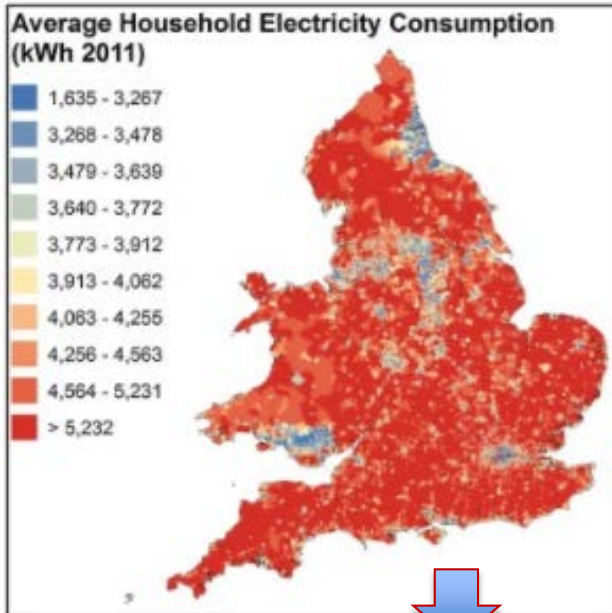 Average Household Electricity Consumption
(kWh 2011)
1,635 - 3,267
3,268 - 3,478
3,479 - 3,639
3,640 - 3,772
3,773 - 3,912
3,913 - 4,062
4,063 - 4,255
4,256 - 4,563
4,564 - 5,231
> 5,232